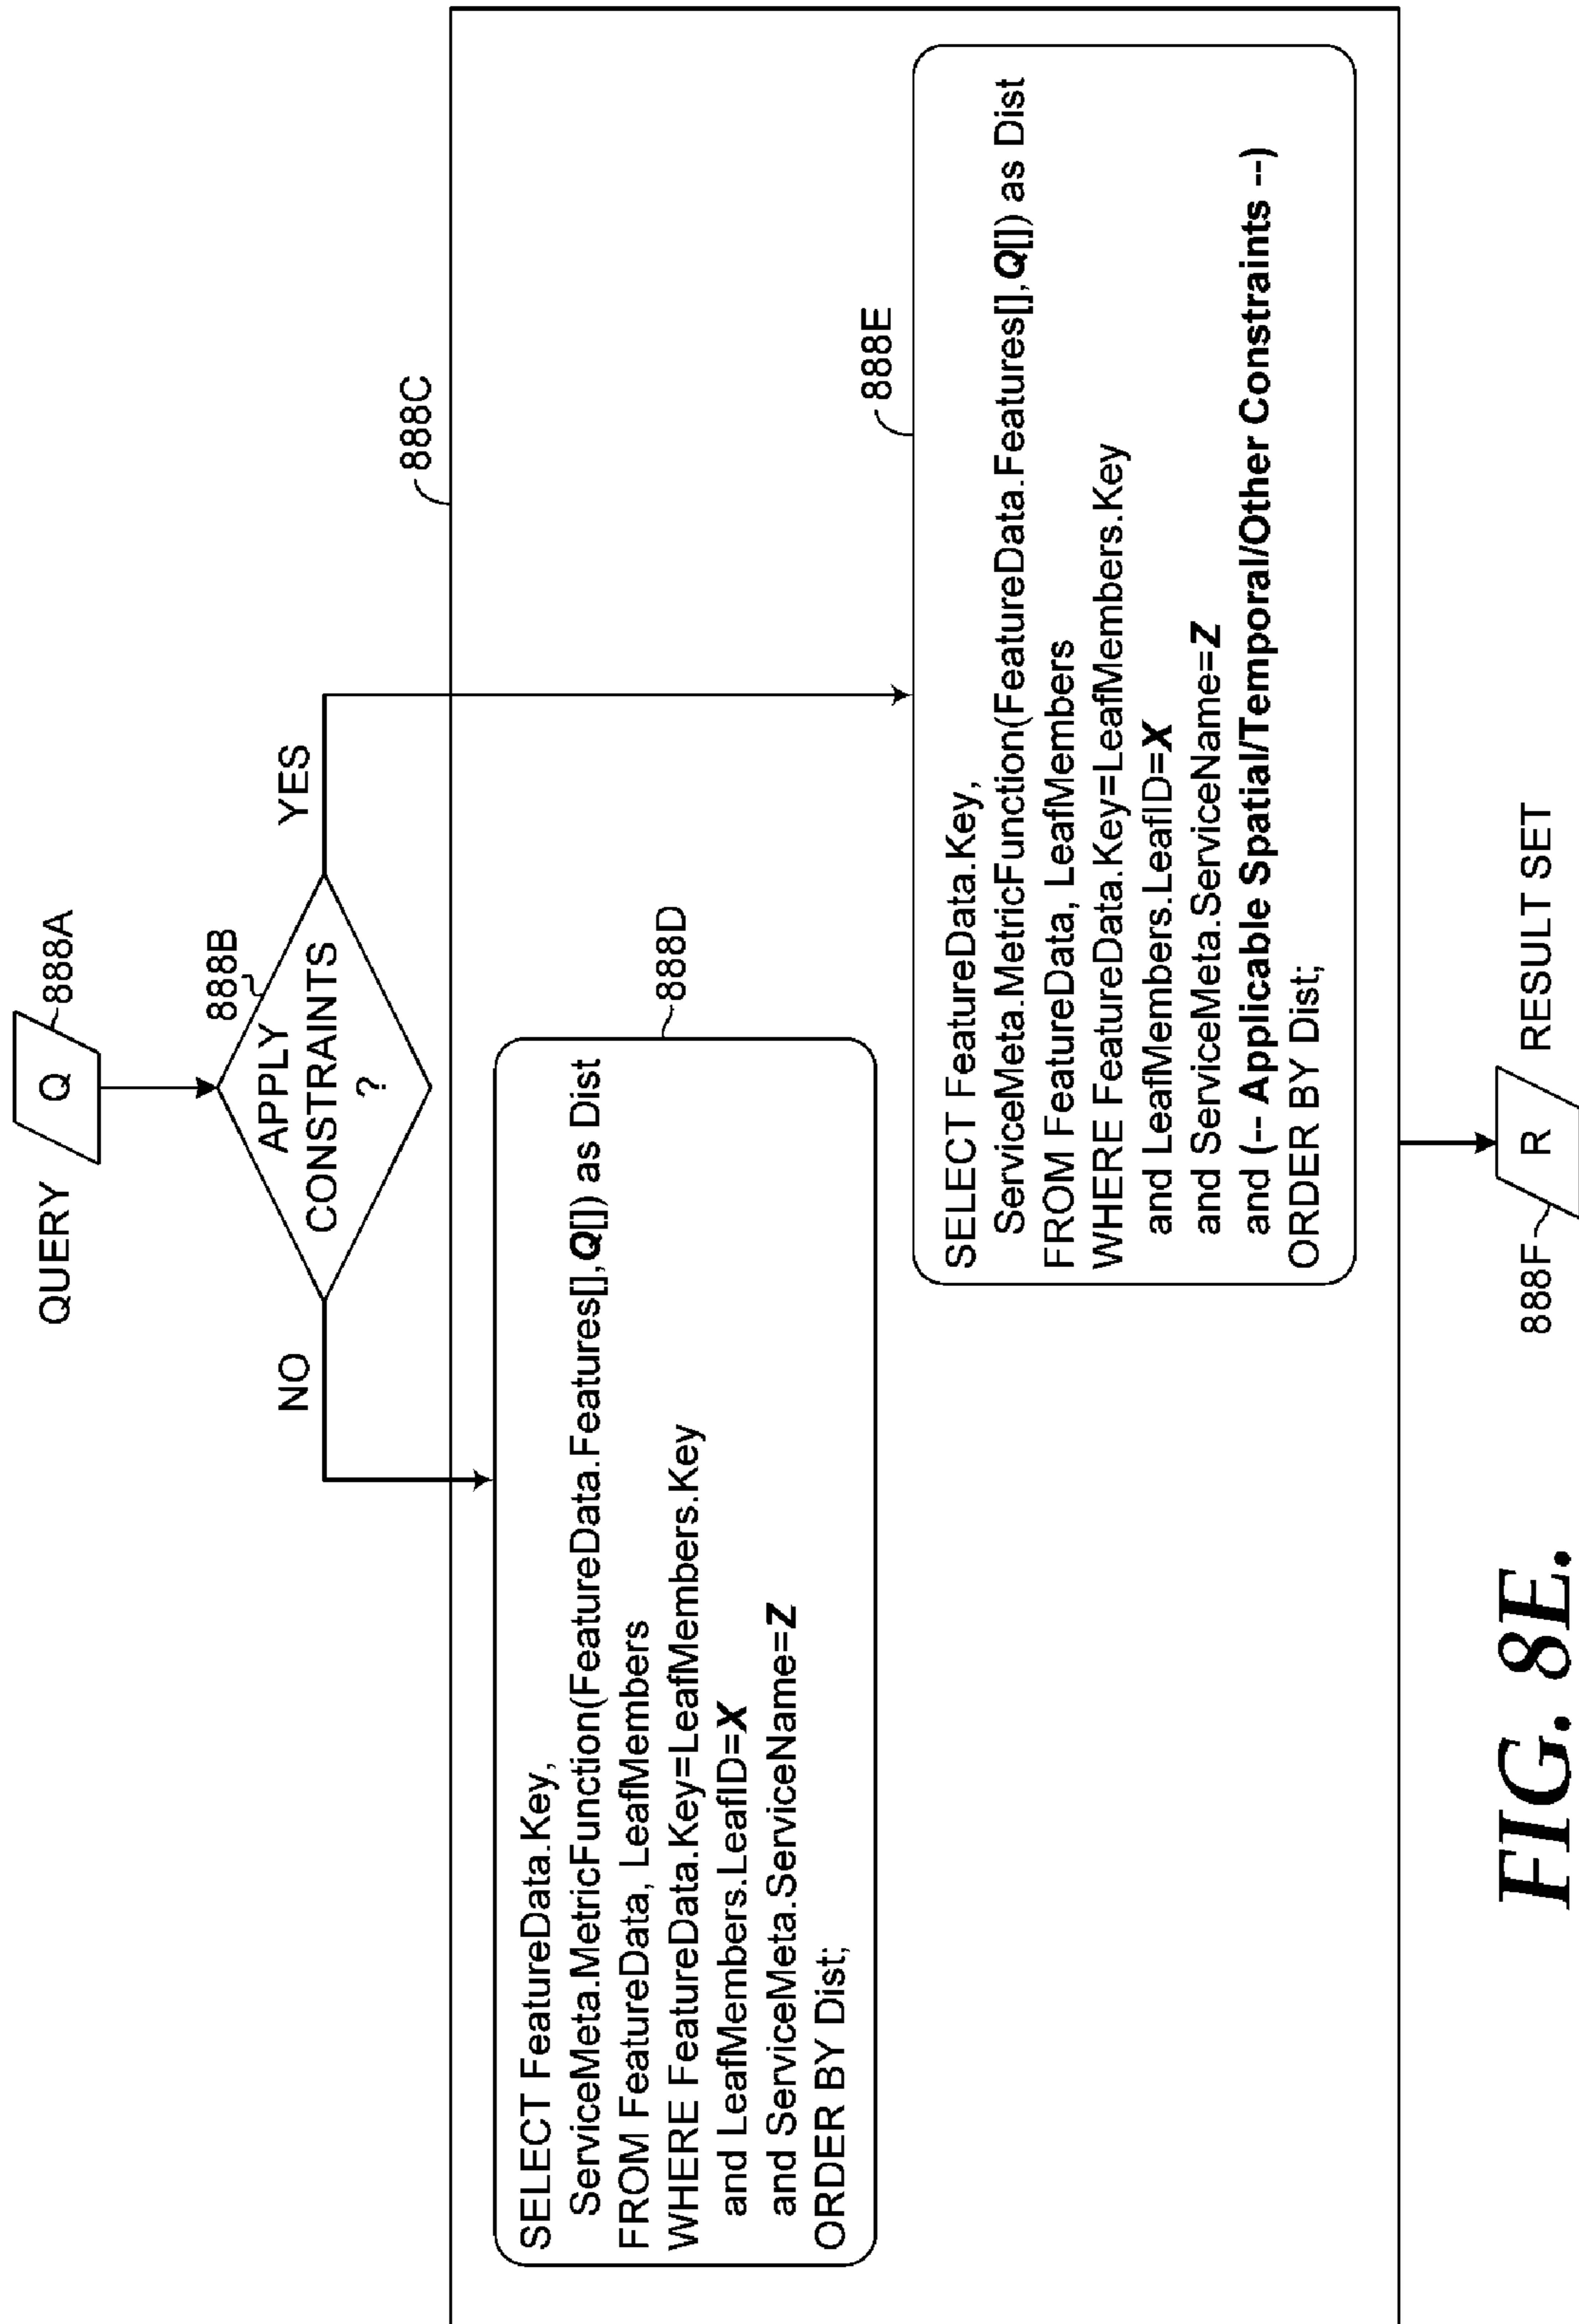 QUERY
Q
888A
888B
APPLY
CONSTRAINTS
?
NO
YES
888C
888D
SELECT FeatureData.Key,
ServiceMeta.MetricFunction(FeatureData.Features[],Q[]) as Dist
FROM FeatureData, LeafMembers
WHERE FeatureData.Key=LeafMembers.Key
and LeafMembers.LeafID=X
and ServiceMeta.ServiceName=Z
ORDER BY Dist;
888E
SELECT FeatureData.Key,
ServiceMeta.MetricFunction(FeatureData.Features[],Q[]) as Dist
FROM FeatureData, LeafMembers
WHERE FeatureData.Key=LeafMembers.Key
and LeafMembers.LeafID=X
and ServiceMeta.ServiceName=Z
and (-- Applicable Spatial/Temporal/Other Constraints --)
ORDER BY Dist;
888F
R
RESULT SET
FIG. 8E.